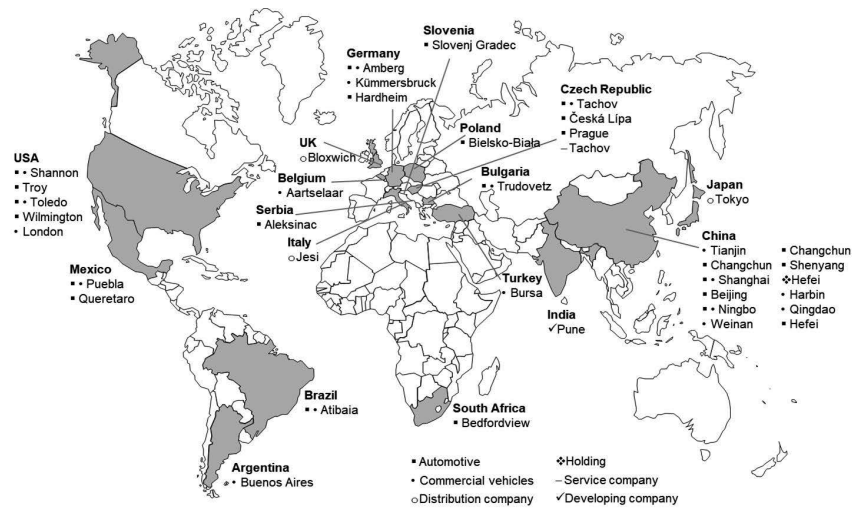 Slovenia
▪ Slovenj Gradec
Germany
▪ • Amberg
• Kümmersbruck
▪ Hardheim
Czech Republic
▪ • Tachov
▪ Česká Lípa
▪ Prague
– Tachov
Poland
▪ Bielsko-Biała
UK
○ Bloxwich
Belgium
• Aartselaar
Bulgaria
▪ • Trudovetz
Serbia
▪ Aleksinac
Italy
○ Jesi
Turkey
• Bursa
USA
▪ • Shannon
▪ Troy
▪ • Toledo
▪ Wilmington
• London
Mexico
▪ • Puebla
▪ Queretaro
Japan
○ Tokyo
China
• Tianjin
▪ Changchun
▪ • Shanghai
▪ Beijing
▪ • Ningbo
• Weinan
▪ Changchun
▪ Shenyang
❖ Hefei
• Harbin
• Qingdao
▪ Hefei
India
✓ Pune
Brazil
▪ • Atibaia
South Africa
▪ Bedfordview
Argentina
• Buenos Aires
▪ Automotive
• Commercial vehicles
○ Distribution company
❖ Holding
– Service company
✓ Developing company